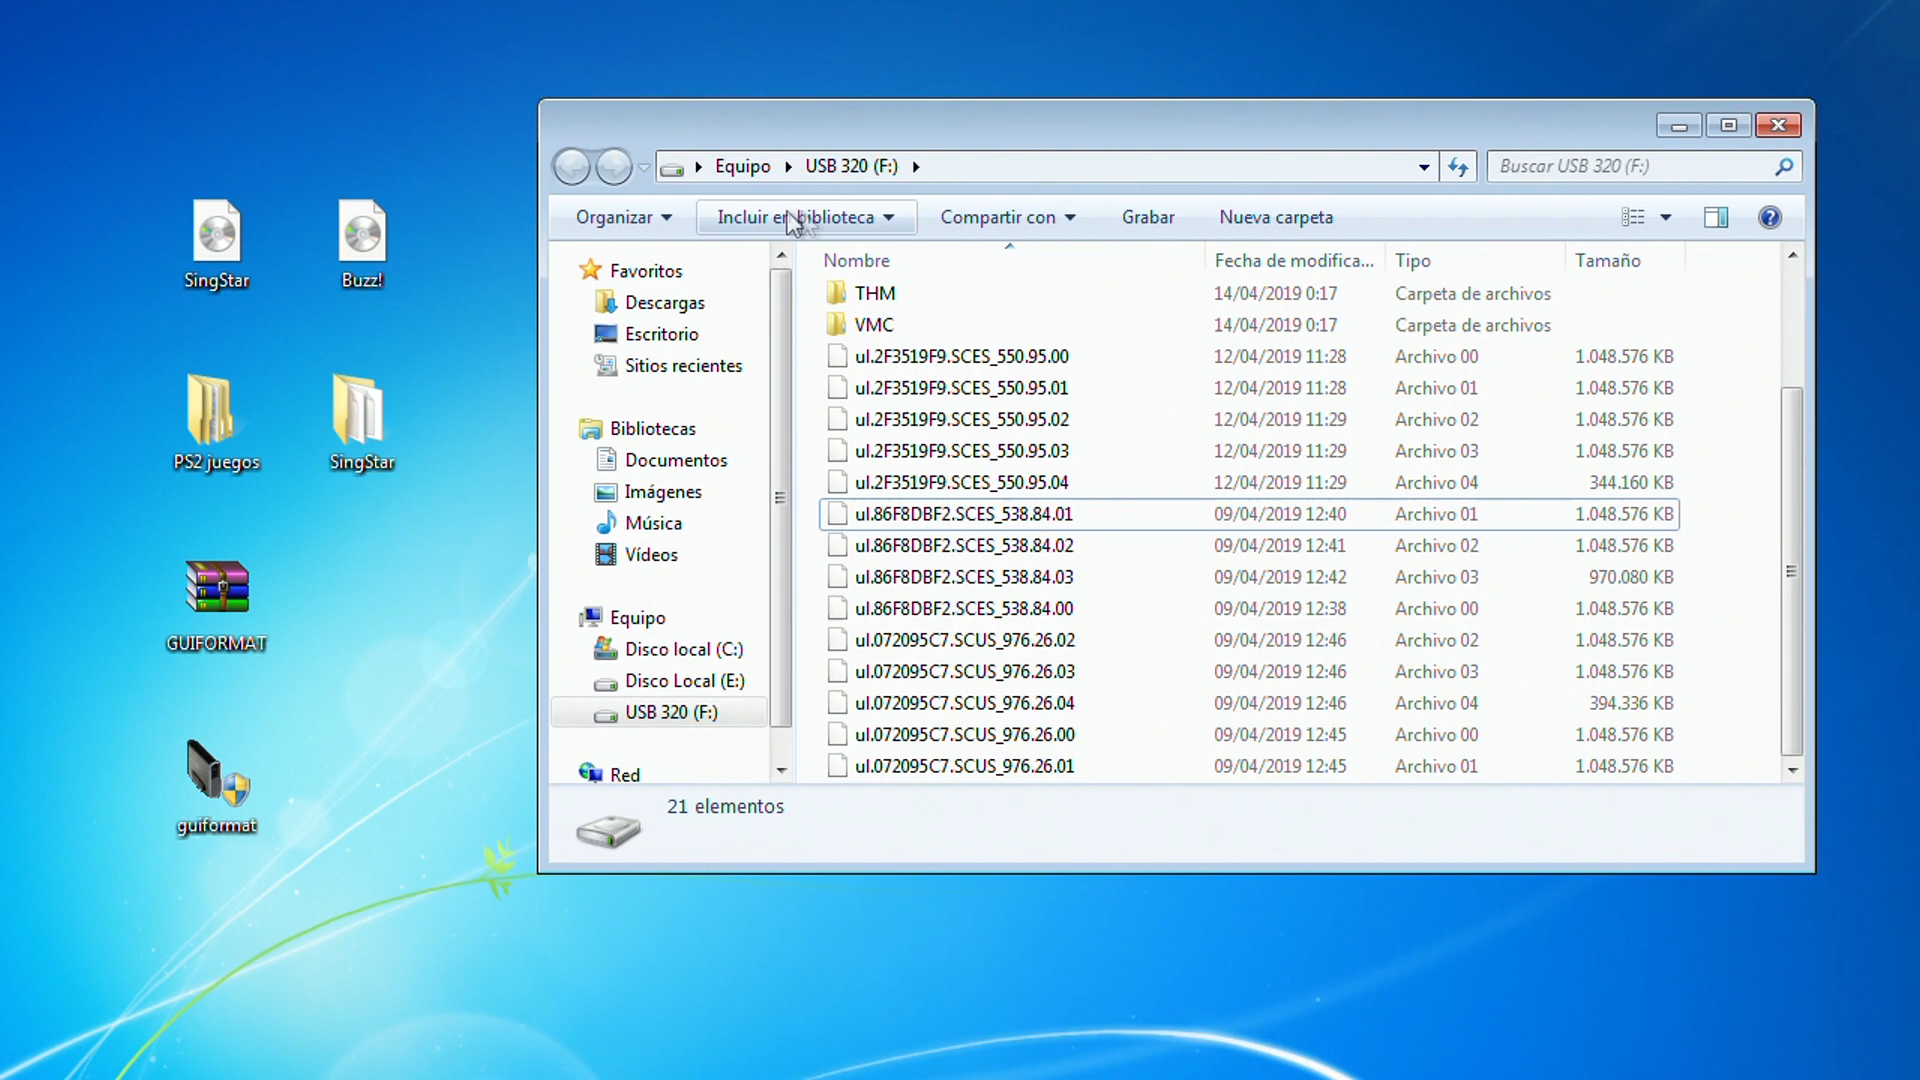 SingStar
Buzz!
PS2 juegos
SingStar
GUIFORMAT
guiformat
Equipo
USB 320 (F:)
Buscar USB 320 (F:)
Organizar
Incluir en biblioteca
Compartir con
Grabar
Nueva carpeta
Favoritos
Descargas
Escritorio
Sitios recientes
Bibliotecas
Documentos
Imágenes
Música
Vídeos
Equipo
Disco local (C:)
Disco Local (E:)
USB 320 (F:)
Red
Nombre Fecha de modifica... Tipo Tamaño
THM 14/04/2019 0:17 Carpeta de archivos
VMC 14/04/2019 0:17 Carpeta de archivos
ul.2F3519F9.SCES_550.95.00 12/04/2019 11:28 Archivo 00 1.048.576 KB
ul.2F3519F9.SCES_550.95.01 12/04/2019 11:28 Archivo 01 1.048.576 KB
ul.2F3519F9.SCES_550.95.02 12/04/2019 11:29 Archivo 02 1.048.576 KB
ul.2F3519F9.SCES_550.95.03 12/04/2019 11:29 Archivo 03 1.048.576 KB
ul.2F3519F9.SCES_550.95.04 12/04/2019 11:29 Archivo 04 344.160 KB
ul.86F8DBF2.SCES_538.84.01 09/04/2019 12:40 Archivo 01 1.048.576 KB
ul.86F8DBF2.SCES_538.84.02 09/04/2019 12:41 Archivo 02 1.048.576 KB
ul.86F8DBF2.SCES_538.84.03 09/04/2019 12:42 Archivo 03 970.080 KB
ul.86F8DBF2.SCES_538.84.00 09/04/2019 12:38 Archivo 00 1.048.576 KB
ul.072095C7.SCUS_976.26.02 09/04/2019 12:46 Archivo 02 1.048.576 KB
ul.072095C7.SCUS_976.26.03 09/04/2019 12:46 Archivo 03 1.048.576 KB
ul.072095C7.SCUS_976.26.04 09/04/2019 12:46 Archivo 04 394.336 KB
ul.072095C7.SCUS_976.26.00 09/04/2019 12:45 Archivo 00 1.048.576 KB
ul.072095C7.SCUS_976.26.01 09/04/2019 12:45 Archivo 01 1.048.576 KB
21 elementos